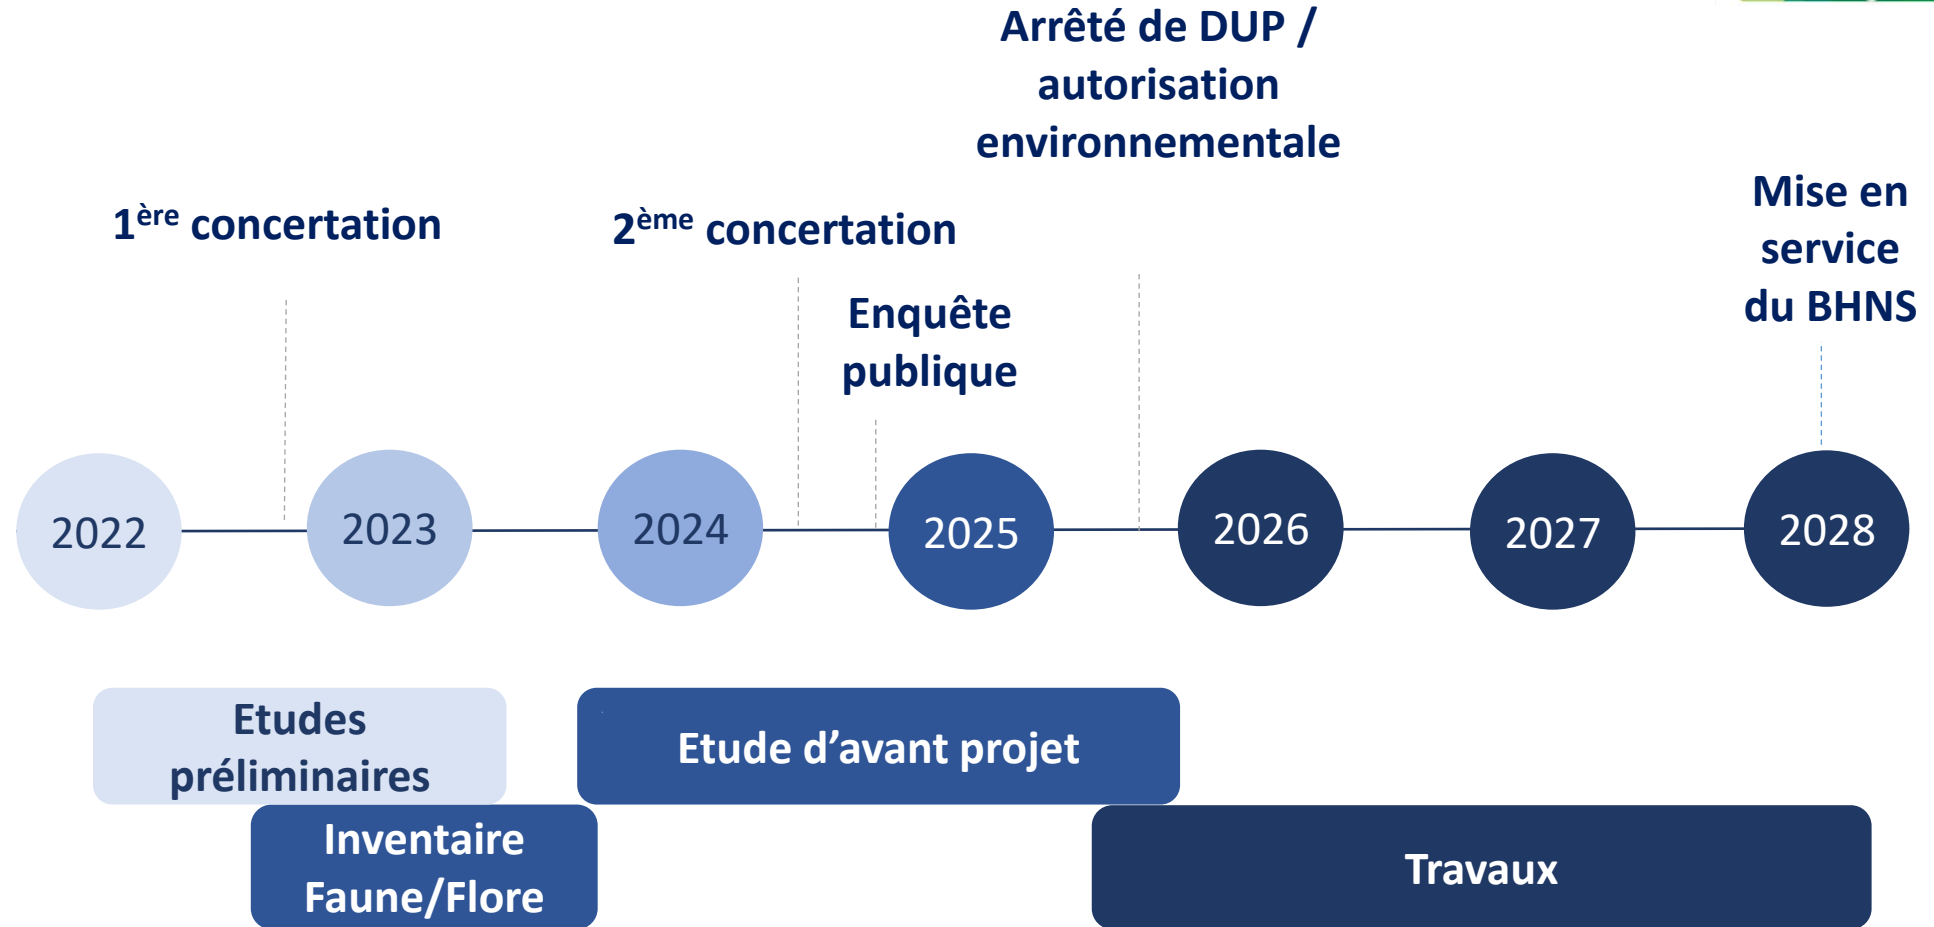 Arrêté de DUP /
autorisation
environnementale
1ère concertation
2ème concertation
Enquête
publique
Mise en
service
du BHNS
2022
2023
2024
2025
2026
2027
2028
Etudes
préliminaires
Etude d’avant projet
Inventaire
Faune/Flore
Travaux